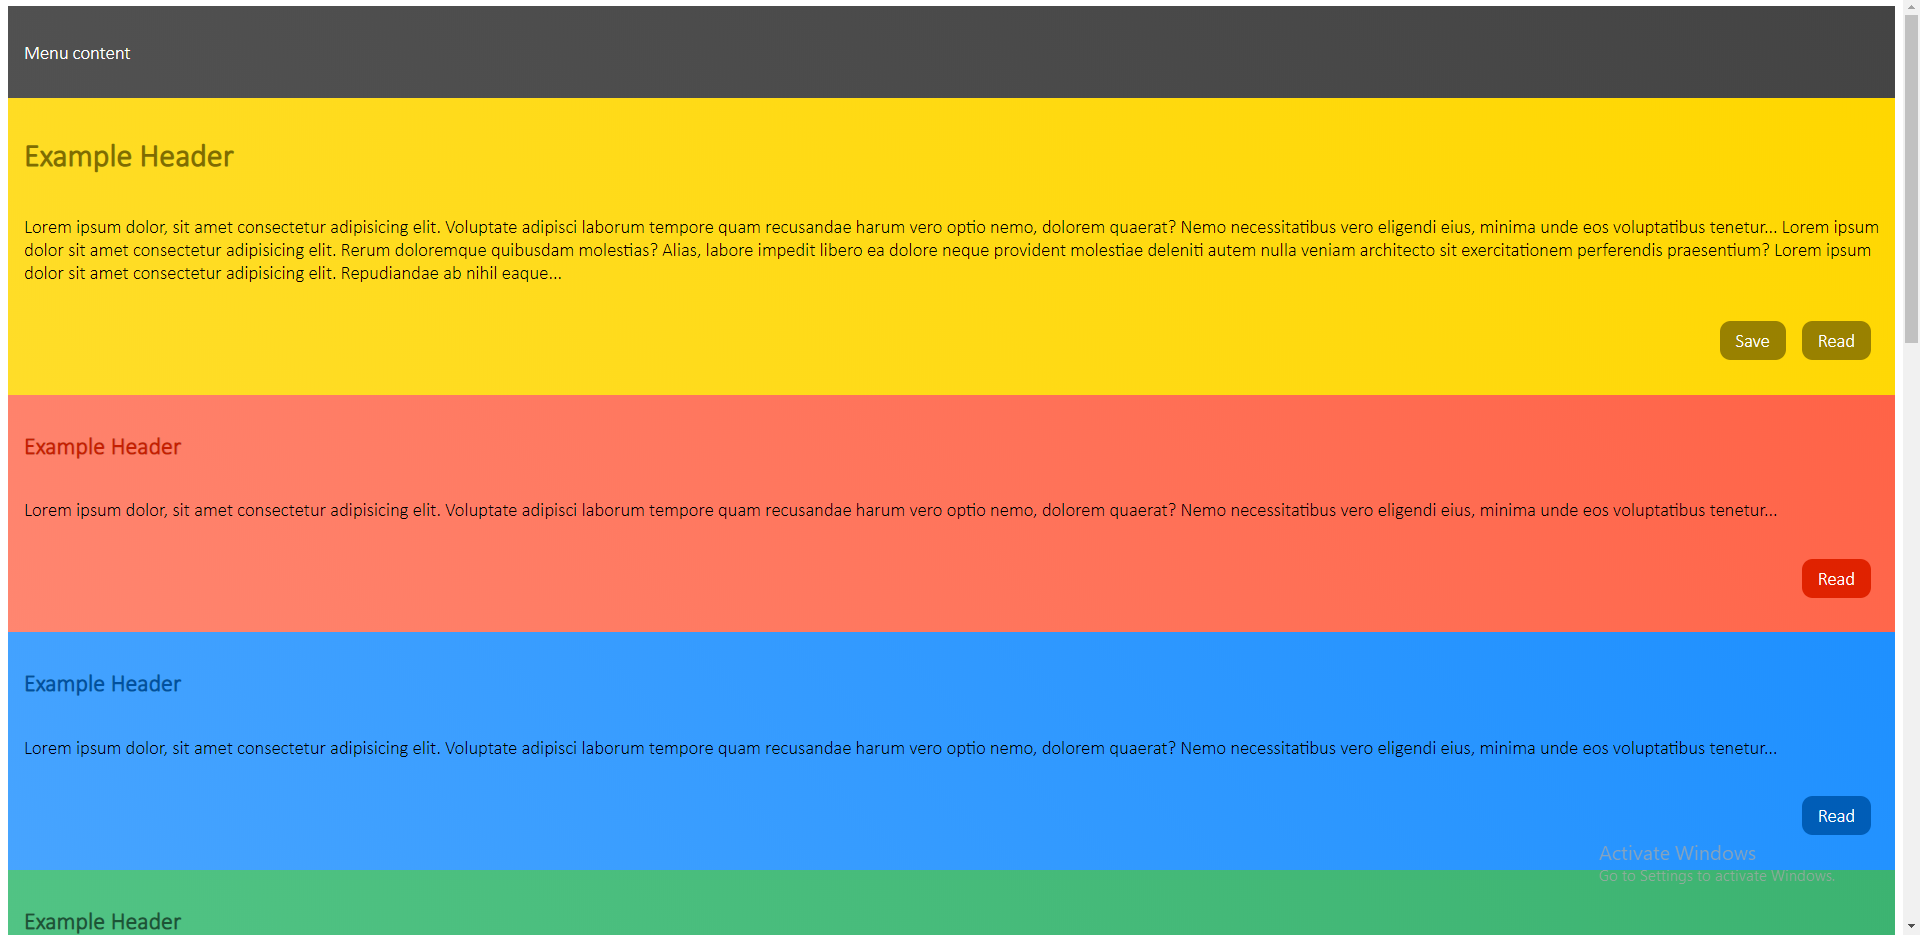 Menu content
Example Header
Lorem ipsum dolor, sit amet consectetur adipisicing elit. Voluptate adipisci laborum tempore quam recusandae harum vero optio nemo, dolorem quaerat? Nemo necessitatibus vero eligendi eius, minima unde eos voluptatibus tenetur... Lorem ipsum
dolor sit amet consectetur adipisicing elit. Rerum doloremque quibusdam molestias? Alias, labore impedit libero ea dolore neque provident molestiae deleniti autem nulla veniam architecto sit exercitationem perferendis praesentium? Lorem ipsum
dolor sit amet consectetur adipisicing elit. Repudiandae ab nihil eaque...
Save Read
Example Header
Lorem ipsum dolor, sit amet consectetur adipisicing elit. Voluptate adipisci laborum tempore quam recusandae harum vero optio nemo, dolorem quaerat? Nemo necessitatibus vero eligendi eius, minima unde eos voluptatibus tenetur...
Read
Example Header
Lorem ipsum dolor, sit amet consectetur adipisicing elit. Voluptate adipisci laborum tempore quam recusandae harum vero optio nemo, dolorem quaerat? Nemo necessitatibus vero eligendi eius, minima unde eos voluptatibus tenetur...
Read
Activate Windows
Go to Settings to activate Windows.
Example Header